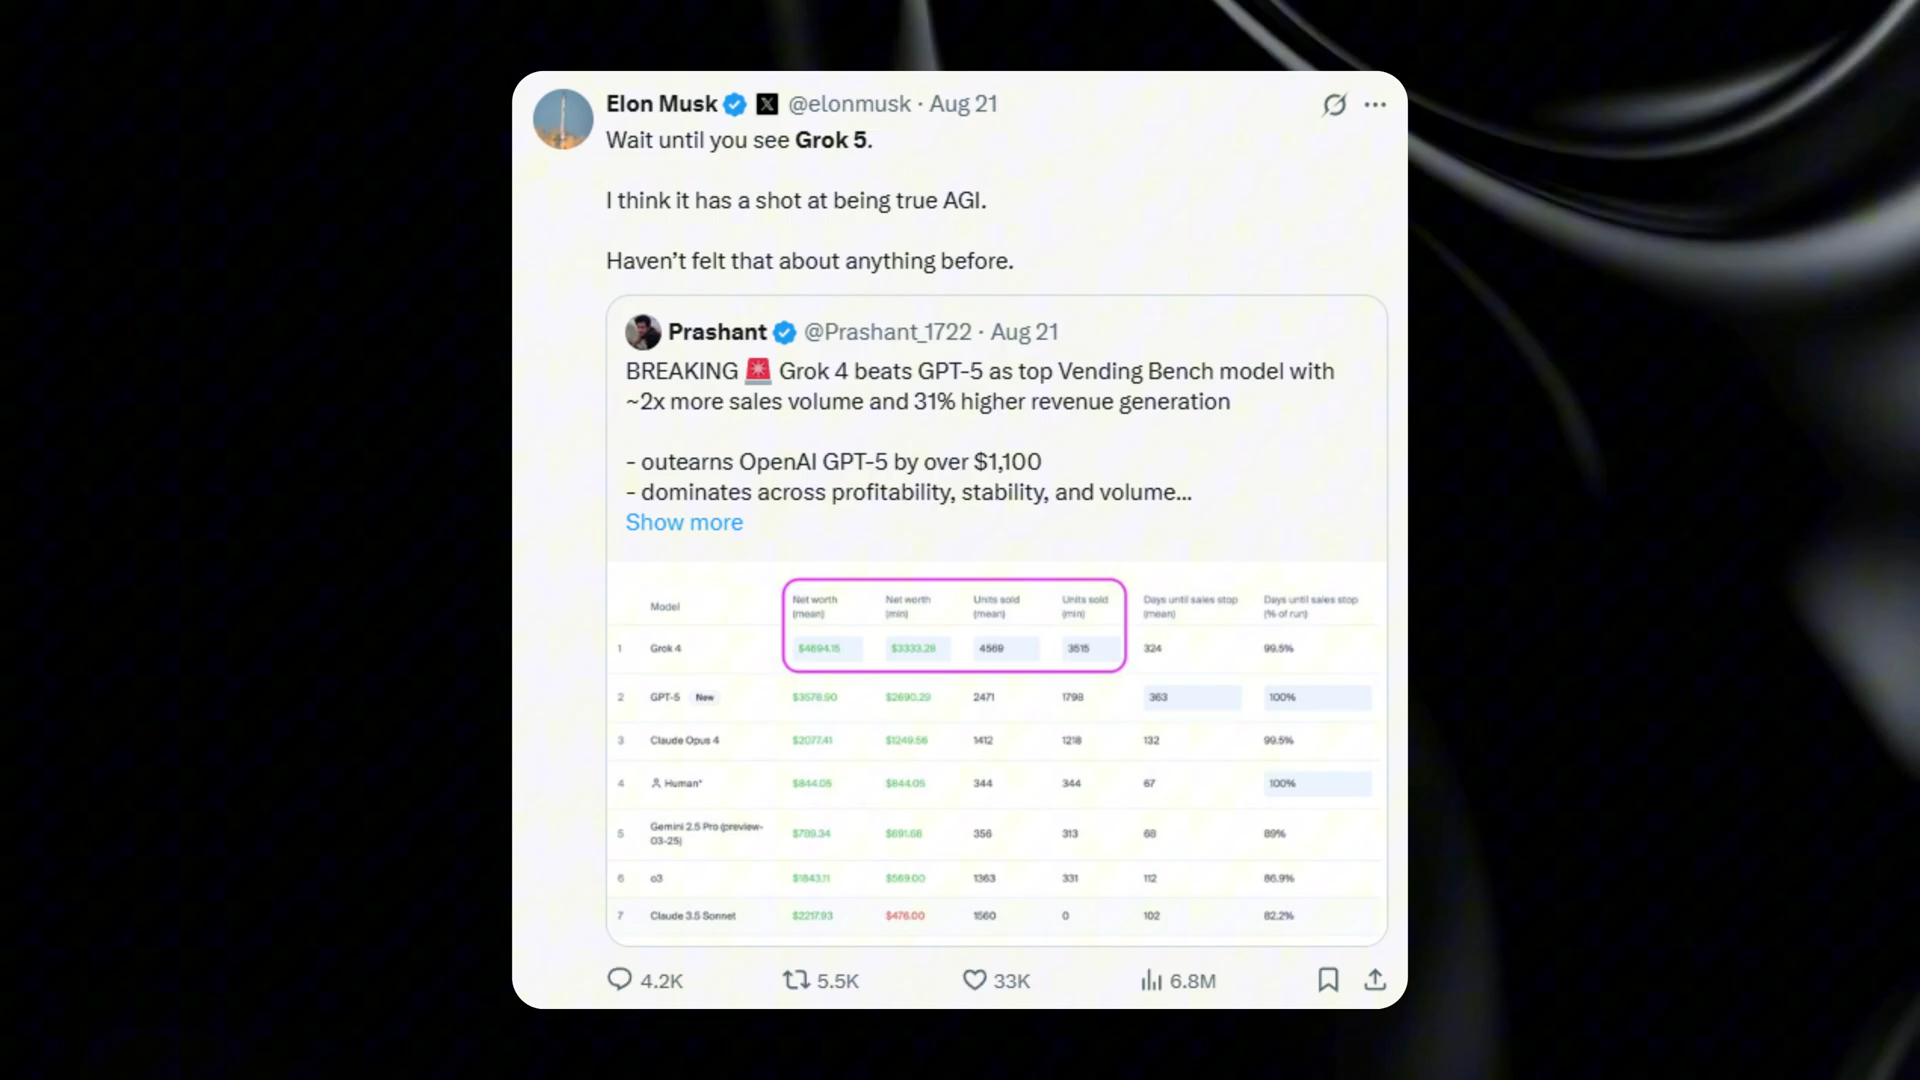 Elon Musk @elonmusk · Aug 21
Wait until you see Grok 5.
I think it has a shot at being true AGI.
Haven't felt that about anything before.
Prashant @Prashant_1722 · Aug 21
BREAKING 🚨 Grok 4 beats GPT-5 as top Vending Bench model with
~2x more sales volume and 31% higher revenue generation
- outearns OpenAI GPT-5 by over $1,100
- dominates across profitability, stability, and volume...
Show more
Model Net worth (mean) Net worth (min) Units sold (mean) Units sold (min) Days until sales stop (mean) Days until sales stop (% of run)
1 Grok 4 $4694.15 $3333.28 4569 3515 324 99.5%
2 GPT-5 New $3578.90 $2690.29 2471 1798 363 100%
3 Claude Opus 4 $2077.41 $1249.56 1412 1218 132 99.5%
4 Human* $844.05 $844.05 344 344 67 100%
5 Gemini 2.5 Pro (preview-03-25) $789.34 $691.68 356 313 68 89%
6 o3 $1843.11 $569.00 1363 331 112 86.9%
7 Claude 3.5 Sonnet $2217.93 $476.00 1560 0 102 82.2%
4.2K 5.5K 33K 6.8M